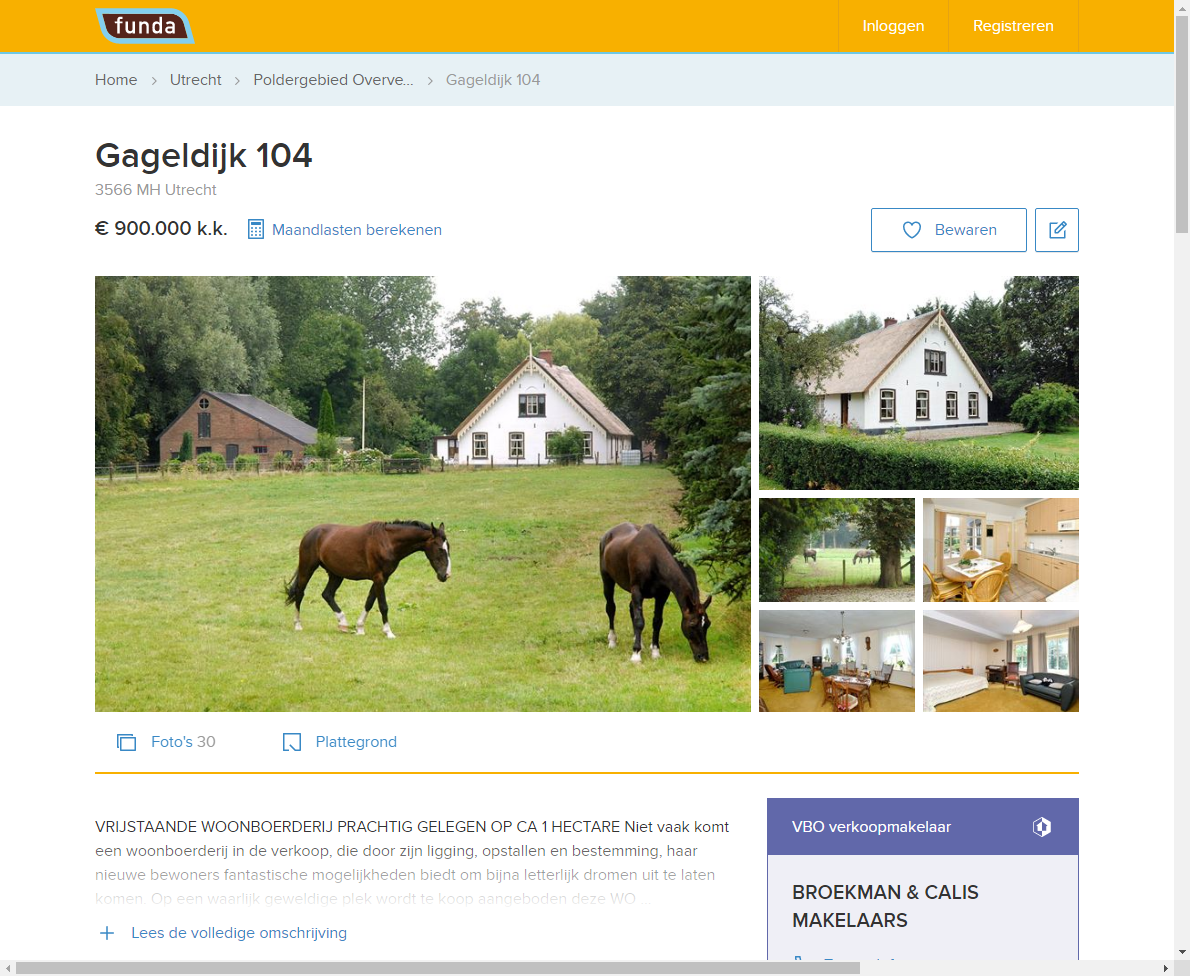 funda
Inloggen
Registreren
Home > Utrecht > Poldergebied Overve... > Gageldijk 104
Gageldijk 104
3566 MH Utrecht
€ 900.000 k.k.
Maandlasten berekenen
Bewaren
Foto's 30
Plattegrond
VRIJSTAANDE WOONBOERDERIJ PRACHTIG GELEGEN OP CA 1 HECTARE Niet vaak komt
een woonboerderij in de verkoop, die door zijn ligging, opstallen en bestemming, haar
nieuwe bewoners fantastische mogelijkheden biedt om bijna letterlijk dromen uit te laten
komen. Op een waarlijk geweldige plek wordt te koop aangeboden deze WO ...
+ Lees de volledige omschrijving
VBO verkoopmakelaar
BROEKMAN & CALIS
MAKELAARS